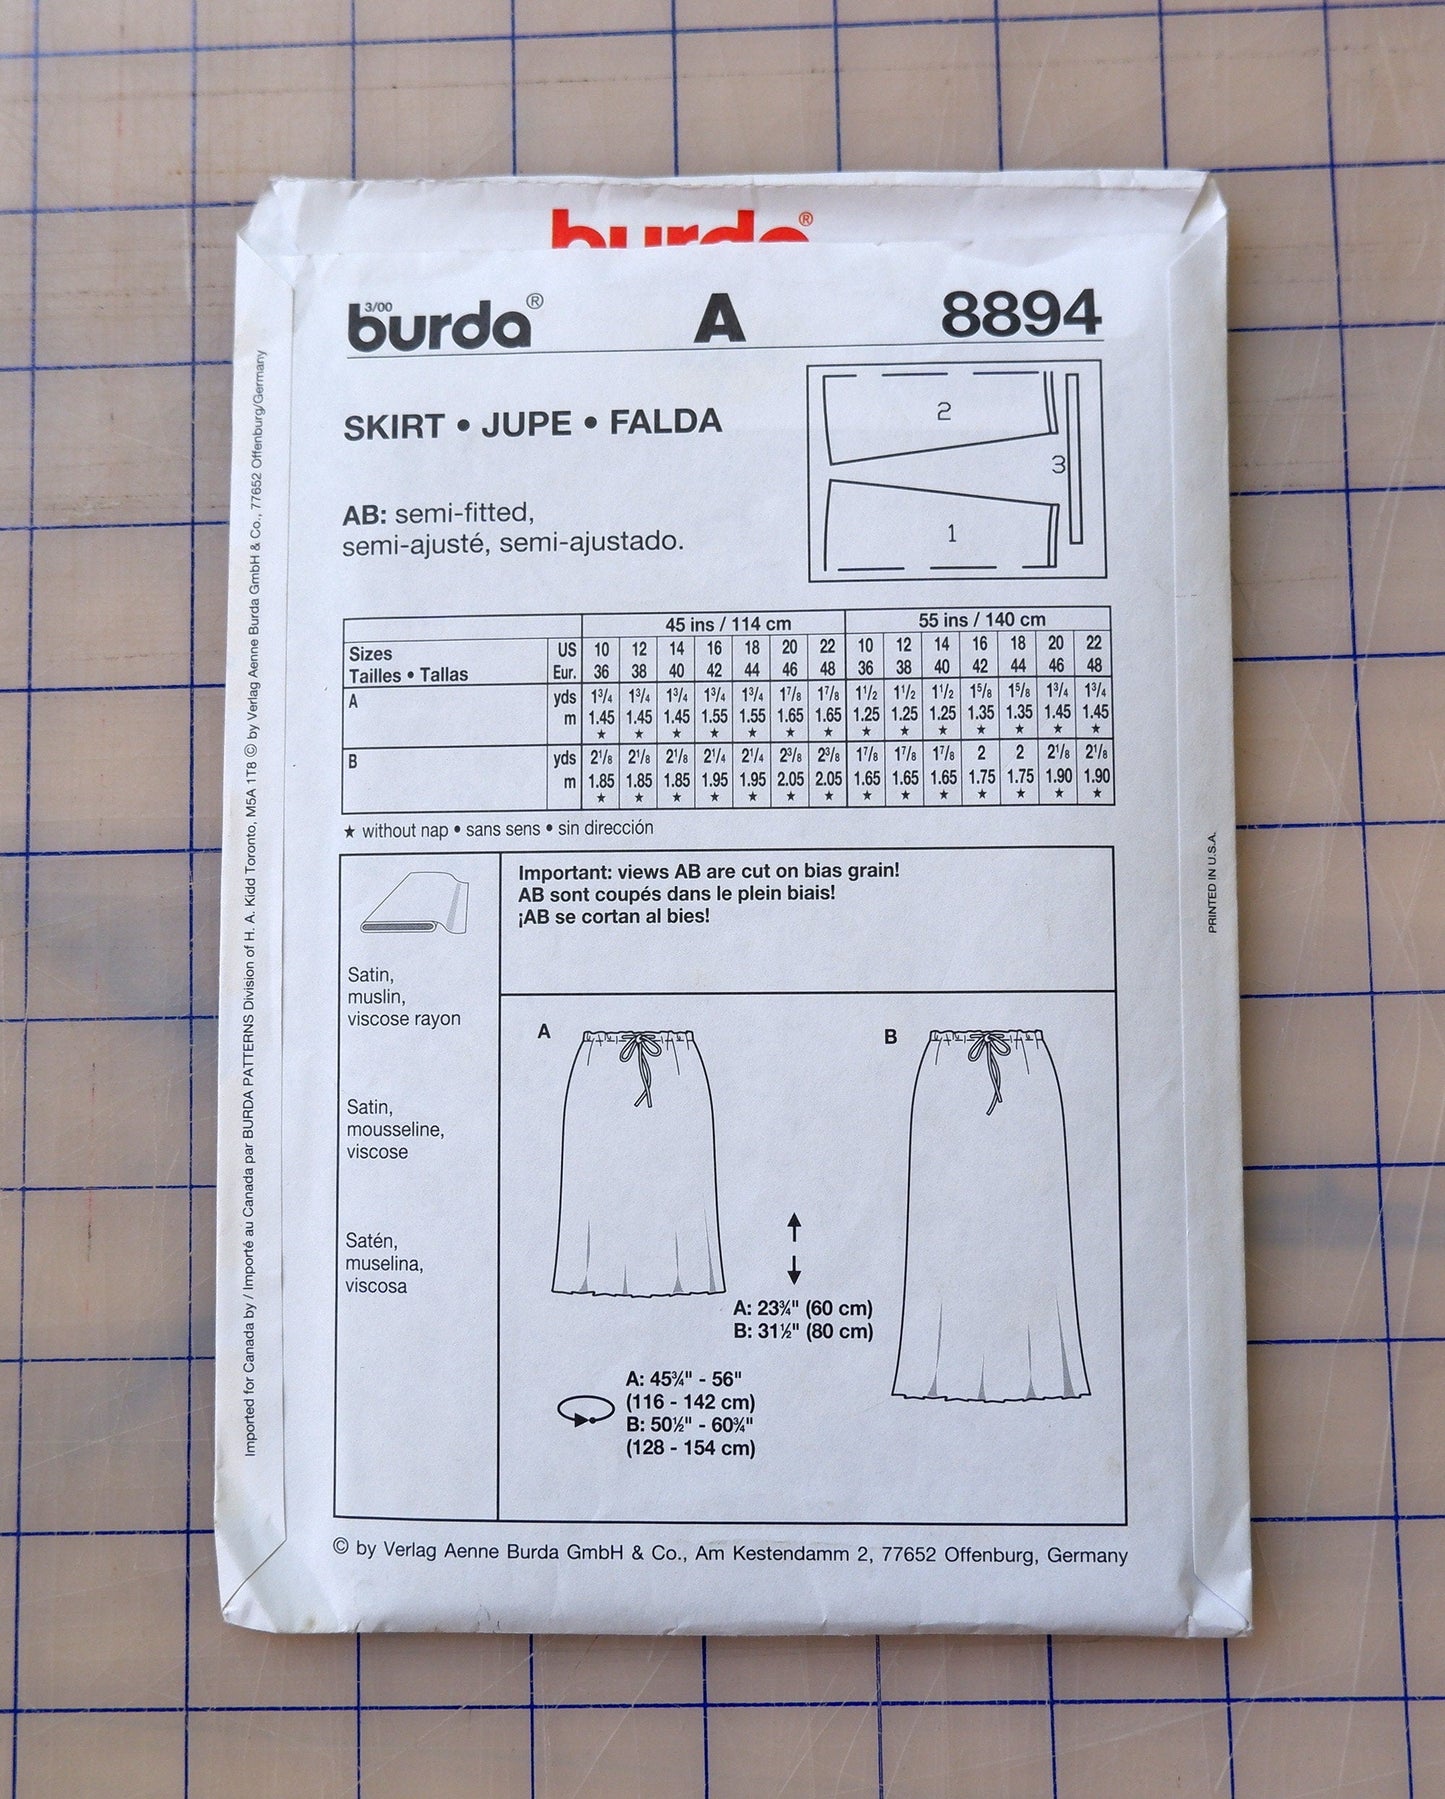 burda®
3/00
burda® A 8894
SKIRT • JUPE • FALDA
AB: semi-fitted,
semi-ajusté, semi-ajustado.
2
3
1
45 ins / 114 cm 55 ins / 140 cm
Sizes US 10 12 14 16 18 20 22 10 12 14 16 18 20 22
Tailles • Tallas Eur. 36 38 40 42 44 46 48 36 38 40 42 44 46 48
A yds 1¾ 1¾ 1¾ 1¾ 1¾ 1⅞ 1⅞ 1½ 1½ 1½ 1⅝ 1⅝ 1¾ 1¾
m 1.45 1.45 1.45 1.55 1.55 1.65 1.65 1.25 1.25 1.25 1.35 1.35 1.45 1.45
★ ★ ★ ★ ★ ★ ★ ★ ★ ★ ★ ★ ★ ★
B yds 2⅛ 2⅛ 2⅛ 2¼ 2¼ 2⅜ 2⅜ 1⅞ 1⅞ 1⅞ 2 2 2⅛ 2⅛
m 1.85 1.85 1.85 1.95 1.95 2.05 2.05 1.65 1.65 1.65 1.75 1.75 1.90 1.90
★ ★ ★ ★ ★ ★ ★ ★ ★ ★ ★ ★ ★ ★
★ without nap • sans sens • sin dirección
Important: views AB are cut on bias grain!
AB sont coupés dans le plein biais!
¡AB se cortan al bies!
Satin,
muslin,
viscose rayon
Satin,
mousseline,
viscose
Satén,
muselina,
viscosa
A
B
A: 23¾" (60 cm)
B: 31½" (80 cm)
A: 45¾" - 56"
(116 - 142 cm)
B: 50½" - 60¾"
(128 - 154 cm)
© by Verlag Aenne Burda GmbH & Co., Am Kestendamm 2, 77652 Offenburg, Germany
Imported for Canada by / Importé au Canada par BURDA PATTERNS Division of H. A. Kidd Toronto, M5A 1T8 © by Verlag Aenne Burda GmbH & Co., 77652 Offenburg/Germany
PRINTED IN U.S.A.